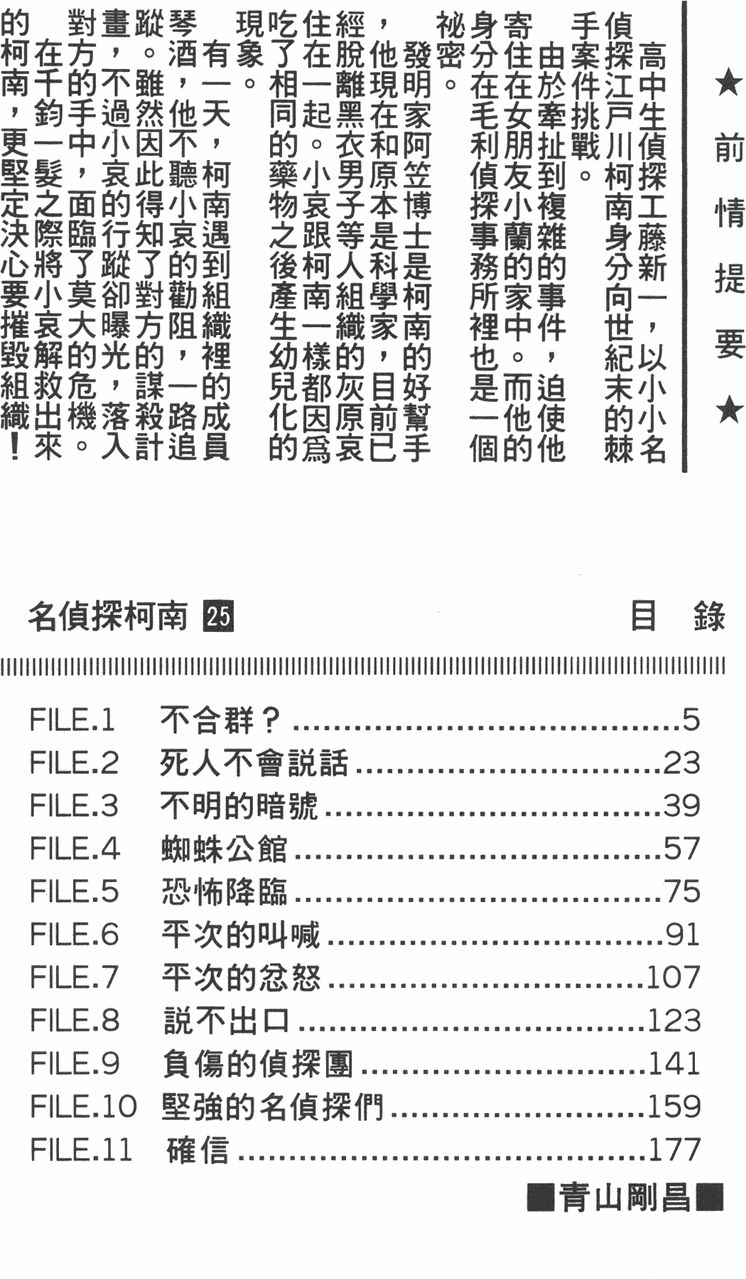 ★前情提要★
高中生偵探工藤新一，以小小名
偵探江戸川柯南身分向世紀末的棘
手案件挑戰。
由於牽扯到複雜的事件，迫使他
寄住在女朋友小蘭的家中。而他的
身分在毛利偵探事務所裡也是一個
祕密。
發明家阿笠博士是柯南的好幫手
，他現在和原本是科學家，目前已
經脫離黑衣男子等人組織的灰原哀
住在一起。小哀跟柯南一樣都因爲
吃了相同的藥物之後產生幼兒化的
現象。
有一天，柯南遇到組織裡的成員
琴酒，他不聽小哀的勸阻，一路追
蹤。雖然因此得知了對方的謀殺計
畫，不過小哀的行蹤卻曝光，落入
對方的手中，面臨了莫大的危機。
在千鈞一髮之際將小哀解救出來
的柯南，更堅定決心要摧毀組織！
名偵探柯南 25 目 錄
FILE.1 不合群？................................5
FILE.2 死人不會説話..........................23
FILE.3 不明的暗號............................39
FILE.4 蜘蛛公館..............................57
FILE.5 恐怖降臨..............................75
FILE.6 平次的叫喊............................91
FILE.7 平次的忿怒..........................107
FILE.8 説不出口............................123
FILE.9 負傷的偵探團........................141
FILE.10 堅強的名偵探們.....................159
FILE.11 確信...............................177
■青山剛昌■